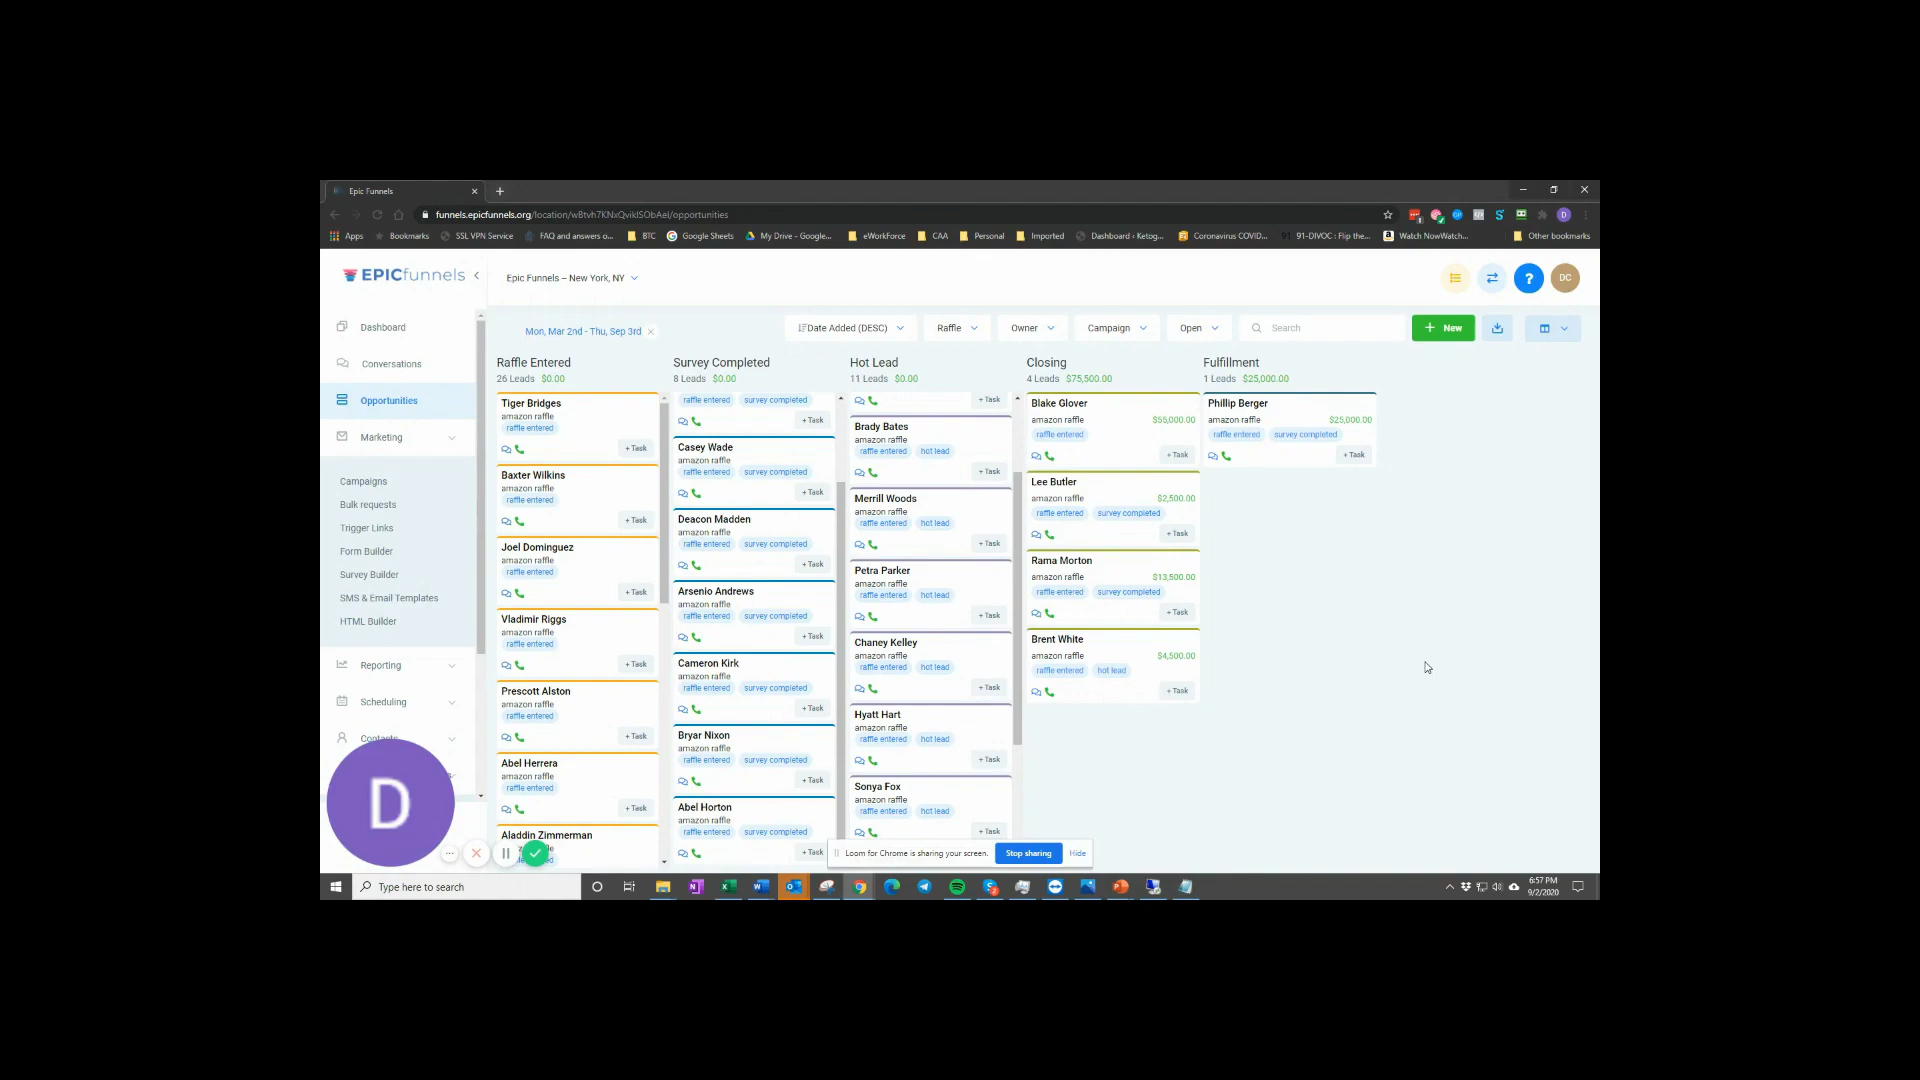 Epic Funnels
funnels.epicfunnels.org/location/w8tvh7KNxQvikISObAeI/opportunities
Apps Bookmarks SSL VPN Service FAQ and answers o... BTC Google Sheets My Drive - Google... eWorkForce CAA Personal Imported Dashboard ‹ Ketog... Coronavirus COVID... 91-DIVOC : Flip the... Watch NowWatch... Other bookmarks
EPICfunnels
Epic Funnels – New York, NY
? DC
Dashboard
Conversations
Opportunities
Marketing
Campaigns
Bulk requests
Trigger Links
Form Builder
Survey Builder
SMS & Email Templates
HTML Builder
Reporting
Scheduling
Contacts
D
Mon, Mar 2nd - Thu, Sep 3rd
Date Added (DESC) Raffle Owner Campaign Open Search + New
Raffle Entered
26 Leads $0.00
Tiger Bridges
amazon raffle
raffle entered
+ Task
Baxter Wilkins
amazon raffle
raffle entered
+ Task
Joel Dominguez
amazon raffle
raffle entered
+ Task
Vladimir Riggs
amazon raffle
raffle entered
+ Task
Prescott Alston
amazon raffle
raffle entered
+ Task
Abel Herrera
amazon raffle
raffle entered
+ Task
Aladdin Zimmerman
Survey Completed
8 Leads $0.00
raffle entered survey completed
+ Task
Casey Wade
amazon raffle
raffle entered survey completed
+ Task
Deacon Madden
amazon raffle
raffle entered survey completed
+ Task
Arsenio Andrews
amazon raffle
raffle entered survey completed
+ Task
Cameron Kirk
amazon raffle
raffle entered survey completed
+ Task
Bryar Nixon
amazon raffle
raffle entered survey completed
+ Task
Abel Horton
amazon raffle
raffle entered survey completed
+ Task
Hot Lead
11 Leads $0.00
+ Task
Brady Bates
amazon raffle
raffle entered hot lead
+ Task
Merrill Woods
amazon raffle
raffle entered hot lead
+ Task
Petra Parker
amazon raffle
raffle entered hot lead
+ Task
Chaney Kelley
amazon raffle
raffle entered hot lead
+ Task
Hyatt Hart
amazon raffle
raffle entered hot lead
+ Task
Sonya Fox
amazon raffle
raffle entered hot lead
+ Task
Closing
4 Leads $75,500.00
Blake Glover
amazon raffle $55,000.00
raffle entered
+ Task
Lee Butler
amazon raffle $2,500.00
raffle entered survey completed
+ Task
Rama Morton
amazon raffle $13,500.00
raffle entered survey completed
+ Task
Brent White
amazon raffle $4,500.00
raffle entered hot lead
+ Task
Fulfillment
1 Leads $25,000.00
Phillip Berger
amazon raffle $25,000.00
raffle entered survey completed
+ Task
Loom for Chrome is sharing your screen. Stop sharing Hide
Type here to search
6:57 PM
9/2/2020